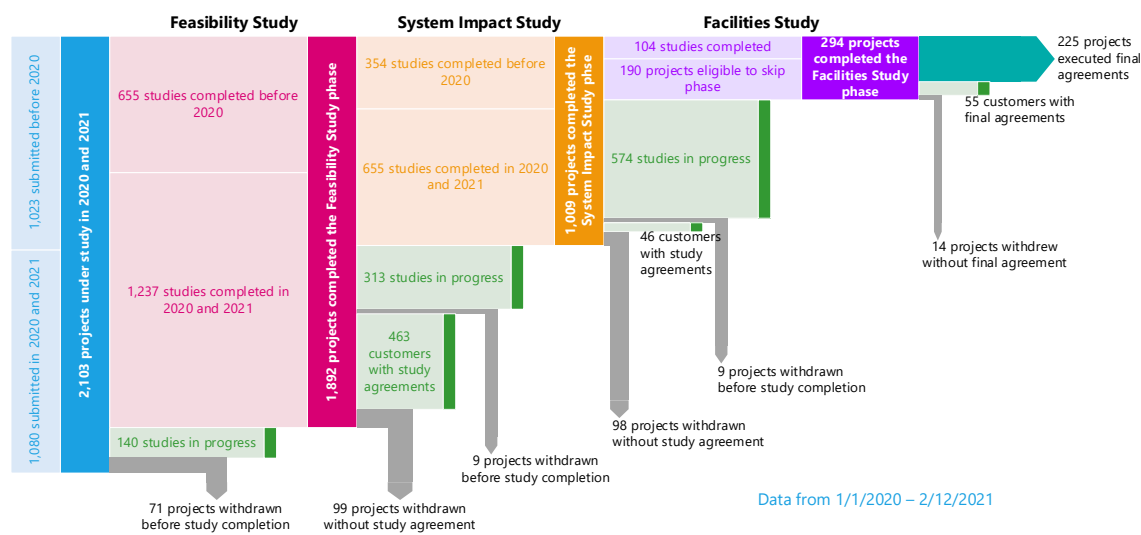 Feasibility Study
System Impact Study
Facilities Study
1,023 submitted before 2020
1,080 submitted in 2020 and 2021
2,103 projects under study in 2020 and 2021
655 studies completed before
2020
1,237 studies completed in
2020 and 2021
140 studies in progress
71 projects withdrawn
before study completion
1,892 projects completed the Feasibility Study phase
354 studies completed before
2020
655 studies completed in 2020
and 2021
313 studies in progress
463
customers
with study
agreements
99 projects withdrawn
without study agreement
9 projects withdrawn
before study completion
1,009 projects completed the
System Impact Study phse
104 studies completed
190 projects eligible to skip
phase
574 studies in progress
46 customers
with study
agreements
98 projects withdrawn
without study agreement
9 projects withdrawn
before study completion
294 projects
completed the
Facilities Study
phase
225 projects
executed final
agreements
55 customers with
final agreements
14 projects withdrew
without final agreement
Data from 1/1/2020 – 2/12/2021